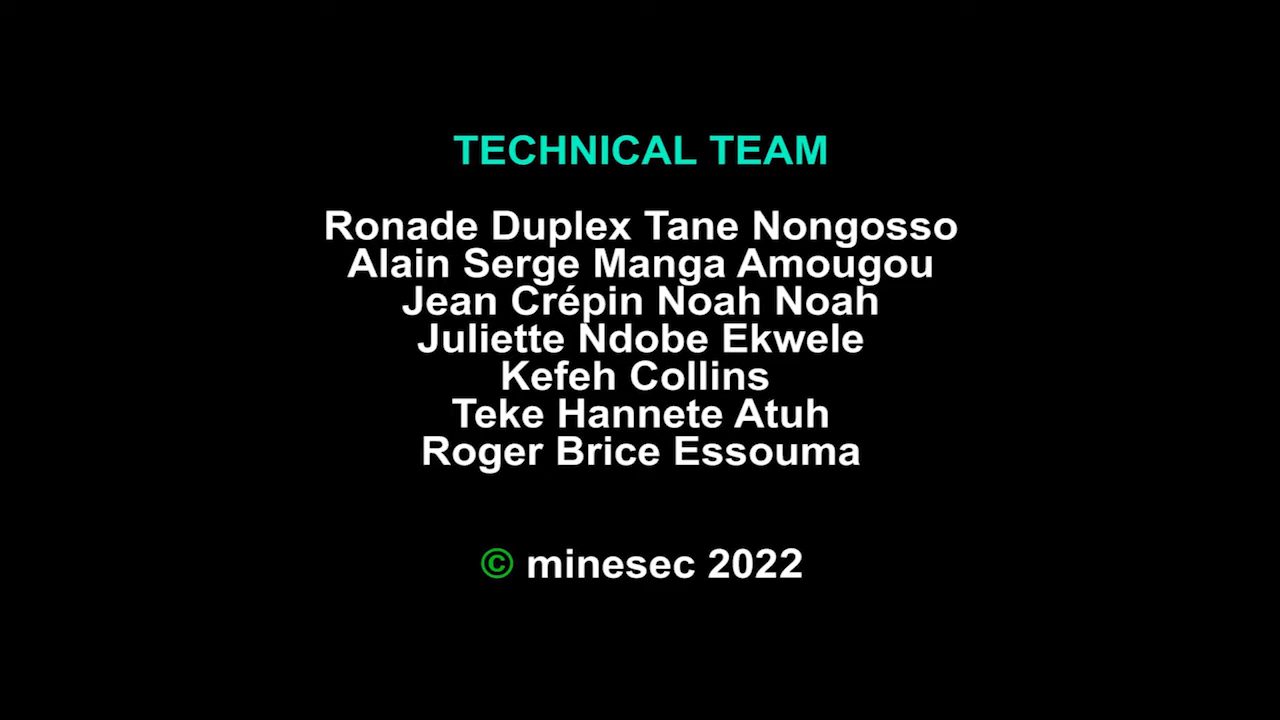 TECHNICAL TEAM
Ronade Duplex Tane Nongosso
Alain Serge Manga Amougou
Jean Crépin Noah Noah
Juliette Ndobe Ekwele
Kefeh Collins
Teke Hannete Atuh
Roger Brice Essouma
© minesec 2022